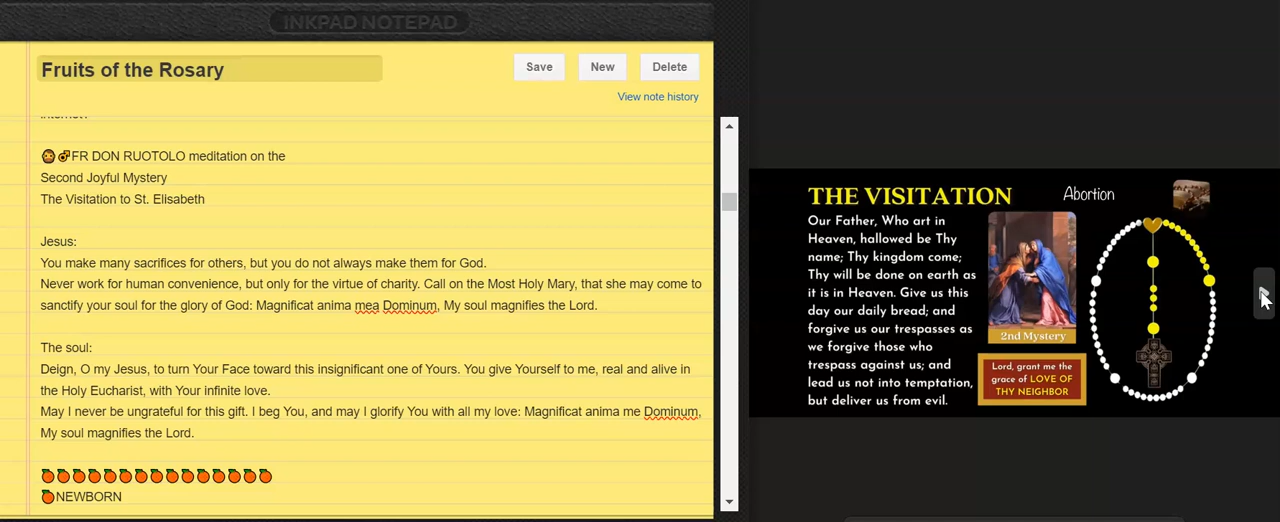 INKPAD NOTEPAD
Fruits of the Rosary
Save
New
Delete
View note history
FR DON RUOTOLO meditation on the
Second Joyful Mystery
The Visitation to St. Elisabeth
Jesus:
You make many sacrifices for others, but you do not always make them for God.
Never work for human convenience, but only for the virtue of charity. Call on the Most Holy Mary, that she may come to
sanctify your soul for the glory of God: Magnificat anima mea Dominum, My soul magnifies the Lord.
The soul:
Deign, O my Jesus, to turn Your Face toward this insignificant one of Yours. You give Yourself to me, real and alive in
the Holy Eucharist, with Your infinite love.
May I never be ungrateful for this gift. I beg You, and may I glorify You with all my love: Magnificat anima me Dominum,
My soul magnifies the Lord.
NEWBORN
THE VISITATION
Abortion
Our Father, Who art in
Heaven, hallowed be Thy
name; Thy kingdom come;
Thy will be done on earth as
it is in Heaven. Give us this
day our daily bread; and
forgive us our trespasses as
we forgive those who
trespass against us; and
lead us not into temptation,
but deliver us from evil.
2nd Mystery
Lord, grant me the
grace of LOVE OF
THY NEIGHBOR